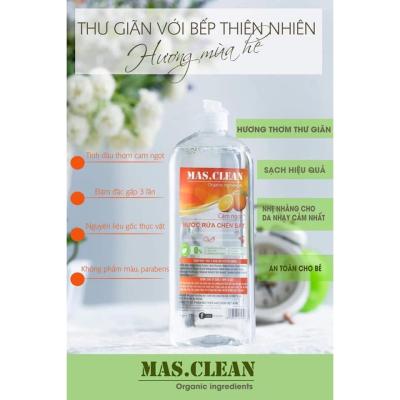 THƯ GIÃN VỚI BẾP THIÊN NHIÊN
Hương mùa hè
Tinh dầu thơm cam ngọt
Đậm đặc gấp 3 lần
Nguyên liệu gốc thực vật
Không phẩm màu, parabens
HƯƠNG THƠM THƯ GIÃN
SẠCH HIỆU QUẢ
NHẸ NHÀNG CHO
DA NHẠY CẢM NHẤT
AN TOÀN CHO BÉ
MAS.CLEAN
Organic ingredients
Cam ngọt
NƯỚC RỬA CHÉN BÁT
MAS.CLEAN
Organic ingredients